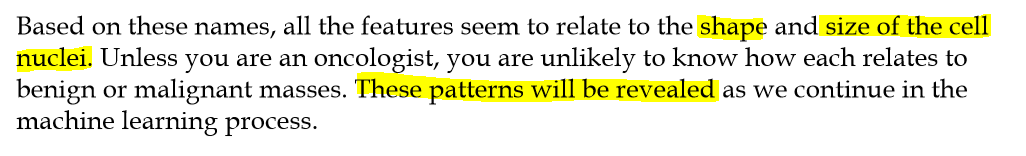 Based on these names, all the features seem to relate to the shape and size of the cell
nuclei. Unless you are an oncologist, you are unlikely to know how each relates to
benign or malignant masses. These patterns will be revealed as we continue in the
machine learning process.